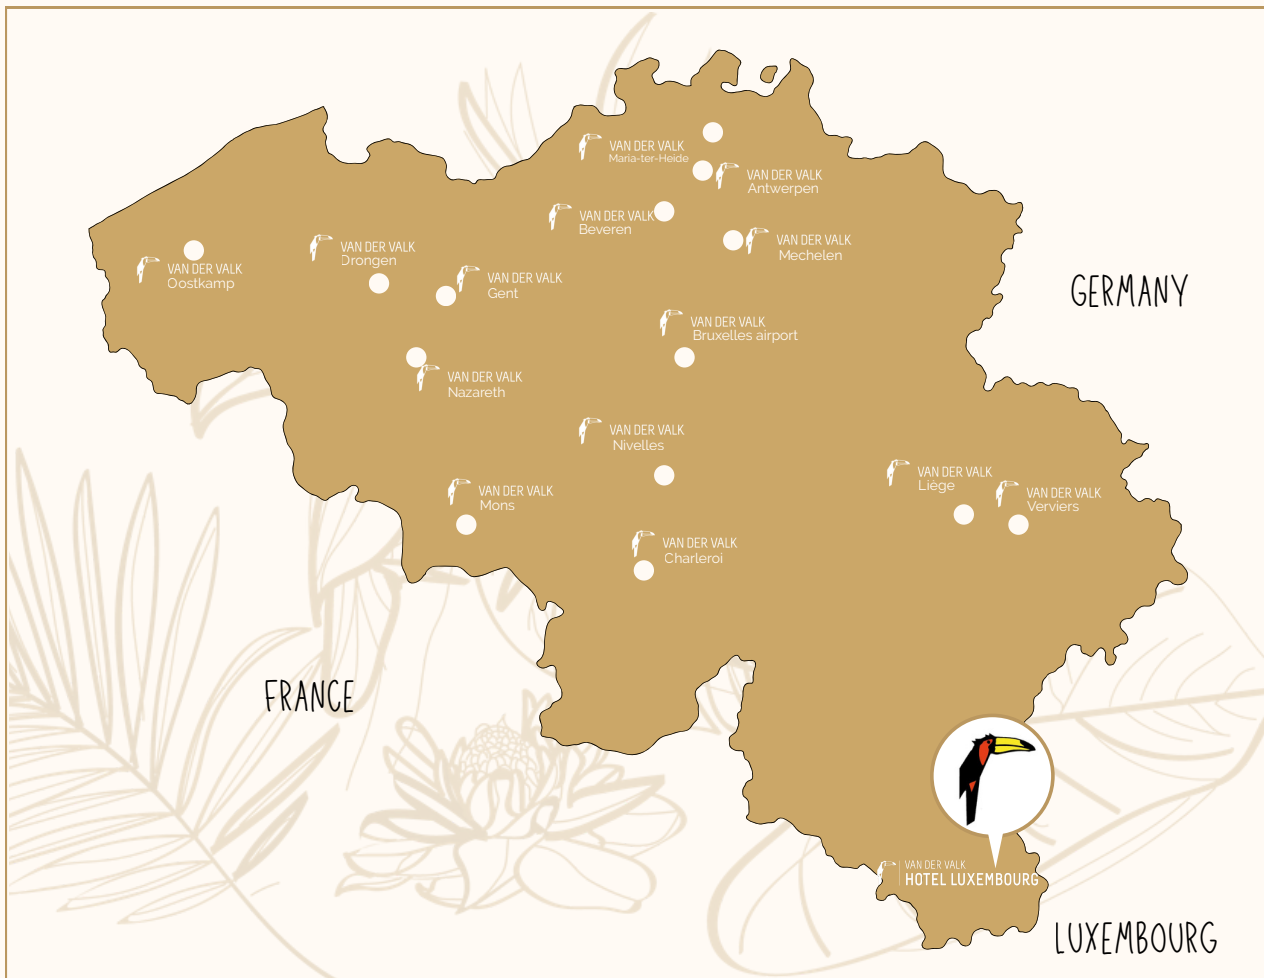 VAN DER VALK
Maria-ter-Heide
VAN DER VALK
Antwerpen
VAN DER VALK
Beveren
VAN DER VALK
Mechelen
VAN DER VALK
Oostkamp
VAN DER VALK
Drongen
VAN DER VALK
Gent
GERMANY
VAN DER VALK
Bruxelles airport
VAN DER VALK
Nazareth
VAN DER VALK
Nivelles
VAN DER VALK
Liège
VAN DER VALK
Verviers
VAN DER VALK
Mons
VAN DER VALK
Charleroi
FRANCE
VAN DER VALK
HOTEL LUXEMBOURG
LUXEMBOURG